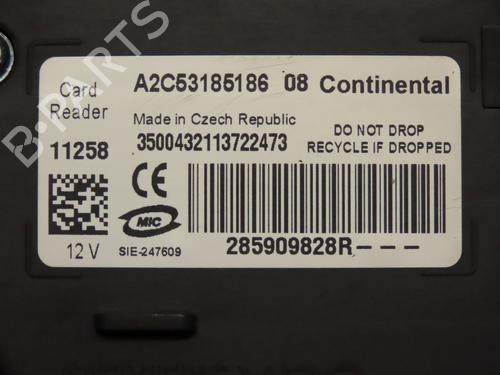 Card Reader
A2C53185186 08 Continental
Made in Czech Republic
11258
3500432113722473
DO NOT DROP
RECYCLE IF DROPPED
CE
MIC
12 V
SIE-247609
285909828R---
B-PARTS